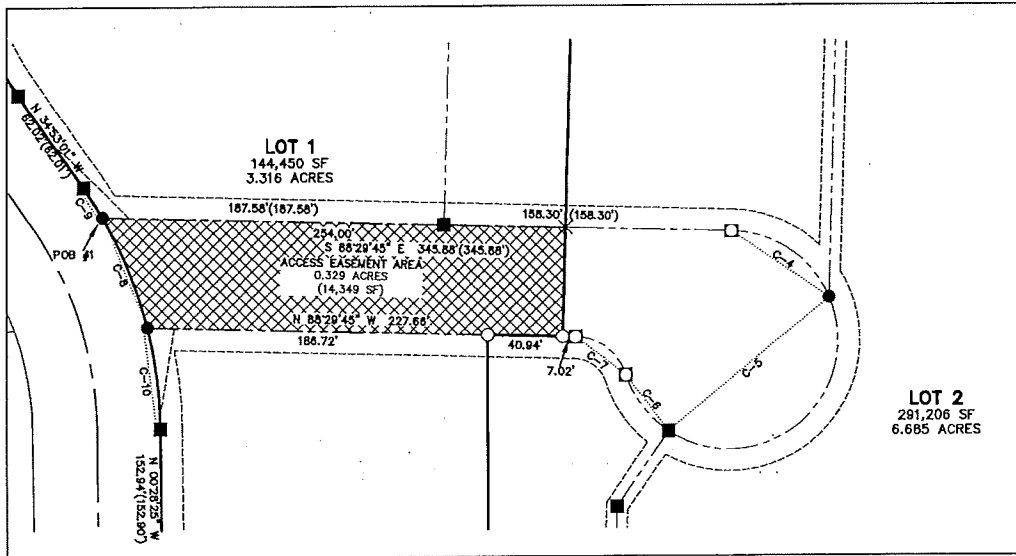 N 34°53'01" W
82.02'(82.01')
LOT 1
144,450 SF
3.316 ACRES
187.58'(187.58')
158.30'(158.30')
C-9
POB #1
254.00'
S 88°29'45" E 345.88'(345.88')
ACCESS EASEMENT AREA
0.329 ACRES
(14,349 SF)
C-4
C-8
N 88°29'45" W 227.66'
186.72'
40.94'
7.02'
C-7
C-5
C-6
C-10
LOT 2
291,206 SF
6.685 ACRES
N 00°28'25" W
152.94'(152.90')